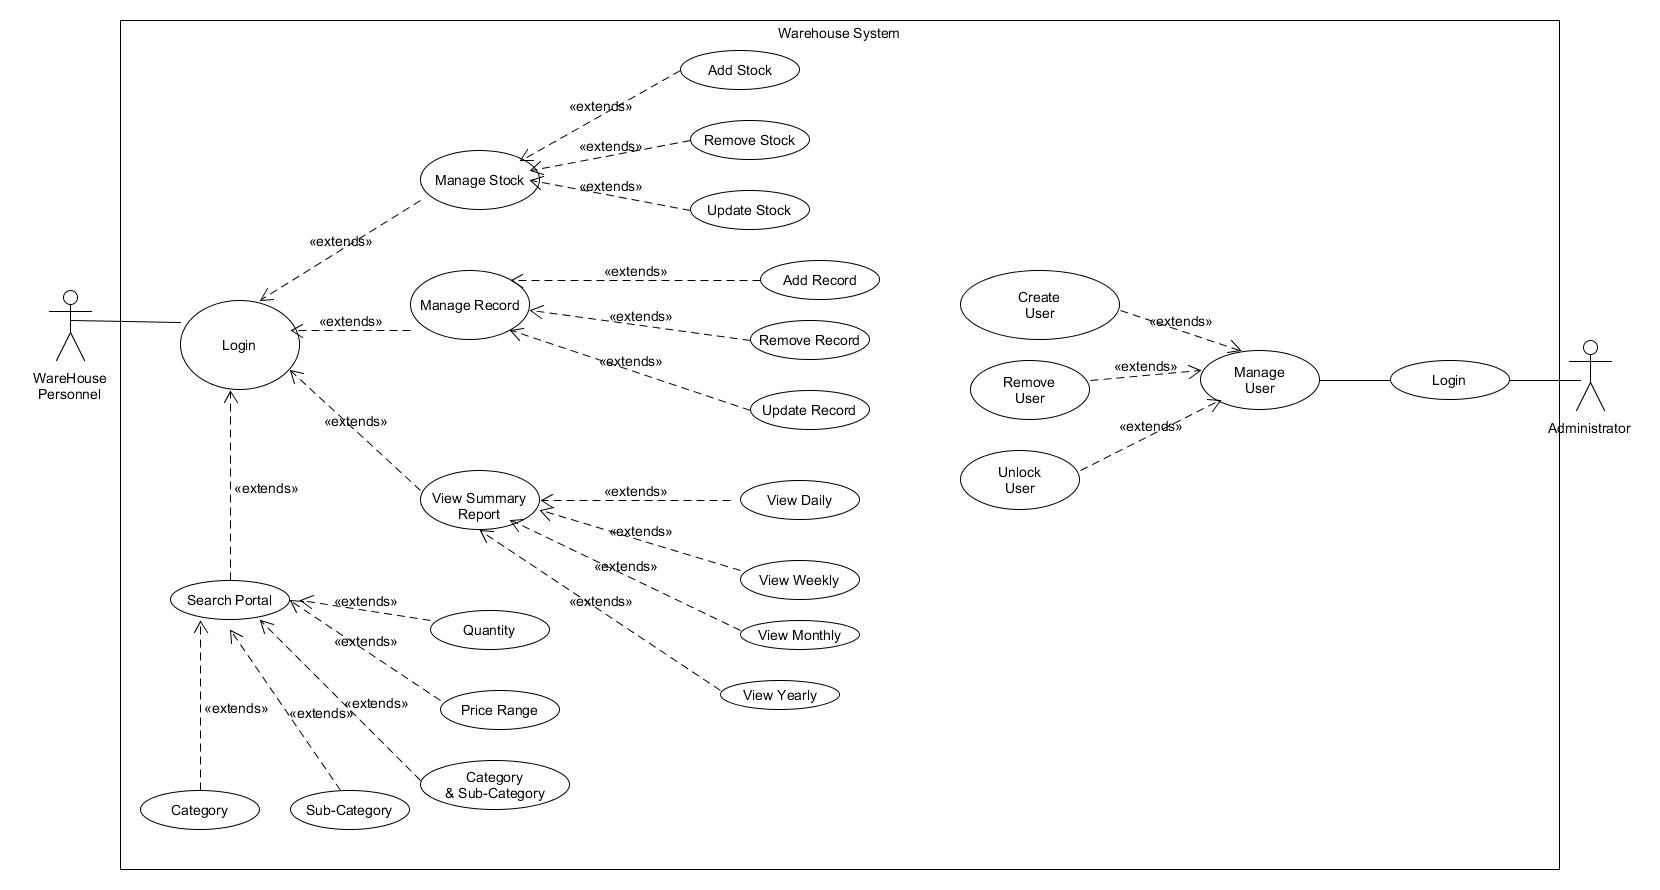 Warehouse System
Add Stock
«extends»
Remove Stock
«extends»
Manage Stock
«extends»
Update Stock
«extends»
Add Record
«extends»
Manage Record
«extends»
«extends»
Remove Record
«extends»
Update Record
Login
WareHouse
Personnel
«extends»
View Summary
Report
«extends»
View Daily
«extends»
«extends»
View Weekly
«extends»
«extends»
View Monthly
View Yearly
Search Portal
«extends»
Quantity
«extends»
Price Range
«extends»
«extends»
«extends»
Category
& Sub-Category
Category
Sub-Category
Create
User
«extends»
Remove
User
«extends»
Manage
User
Login
Administrator
«extends»
Unlock
User